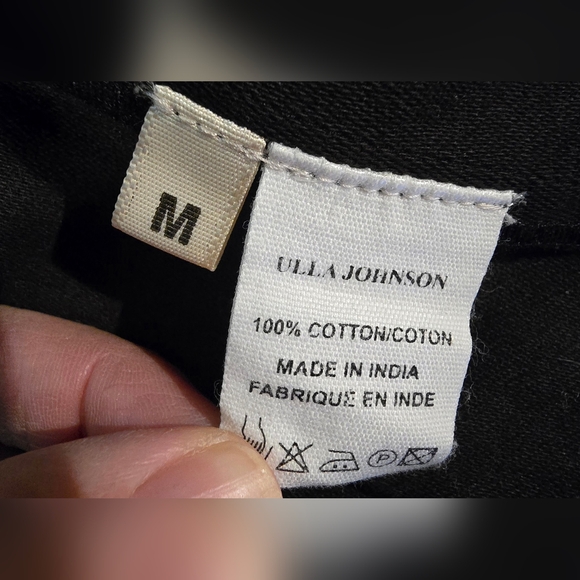 M
ULLA JOHNSON
100% COTTON/COTON
MADE IN INDIA
FABRIQUE EN INDE
P